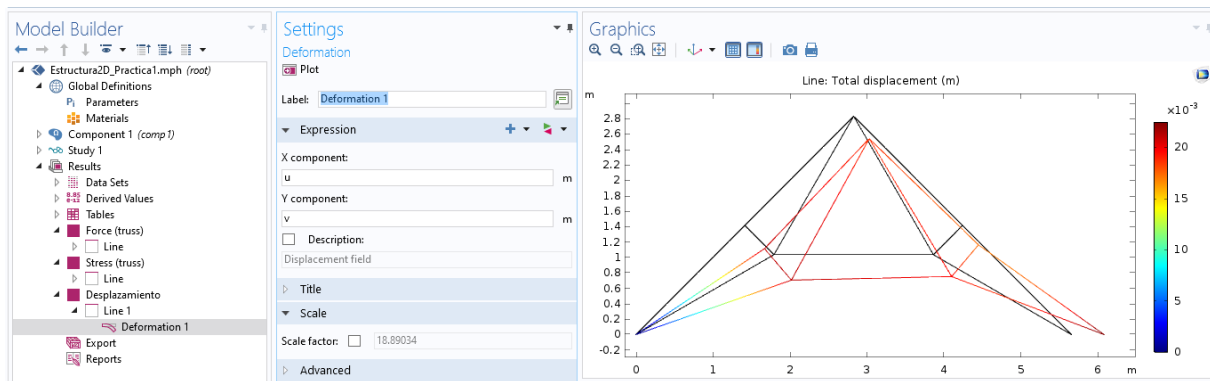 Model Builder
Estructura2D_Practica1.mph (root)
Global Definitions
Pi Parameters
Materials
Component 1 (comp1)
Study 1
Results
Data Sets
8.85
e-12
Derived Values
Tables
Force (truss)
Line
Stress (truss)
Line
Desplazamiento
Line 1
Deformation 1
Export
Reports
Settings
Deformation
Plot
Label: Deformation 1
Expression
X component:
u m
Y component:
v m
Description:
Displacement field
Title
Scale
Scale factor: 18.89034
Advanced
Graphics
Line: Total displacement (m)
m
2.8
2.6
2.4
2.2
2
1.8
1.6
1.4
1.2
1
0.8
0.6
0.4
0.2
0
-0.2
0 1 2 3 4 5 6 m
×10⁻³
20
15
10
5
0